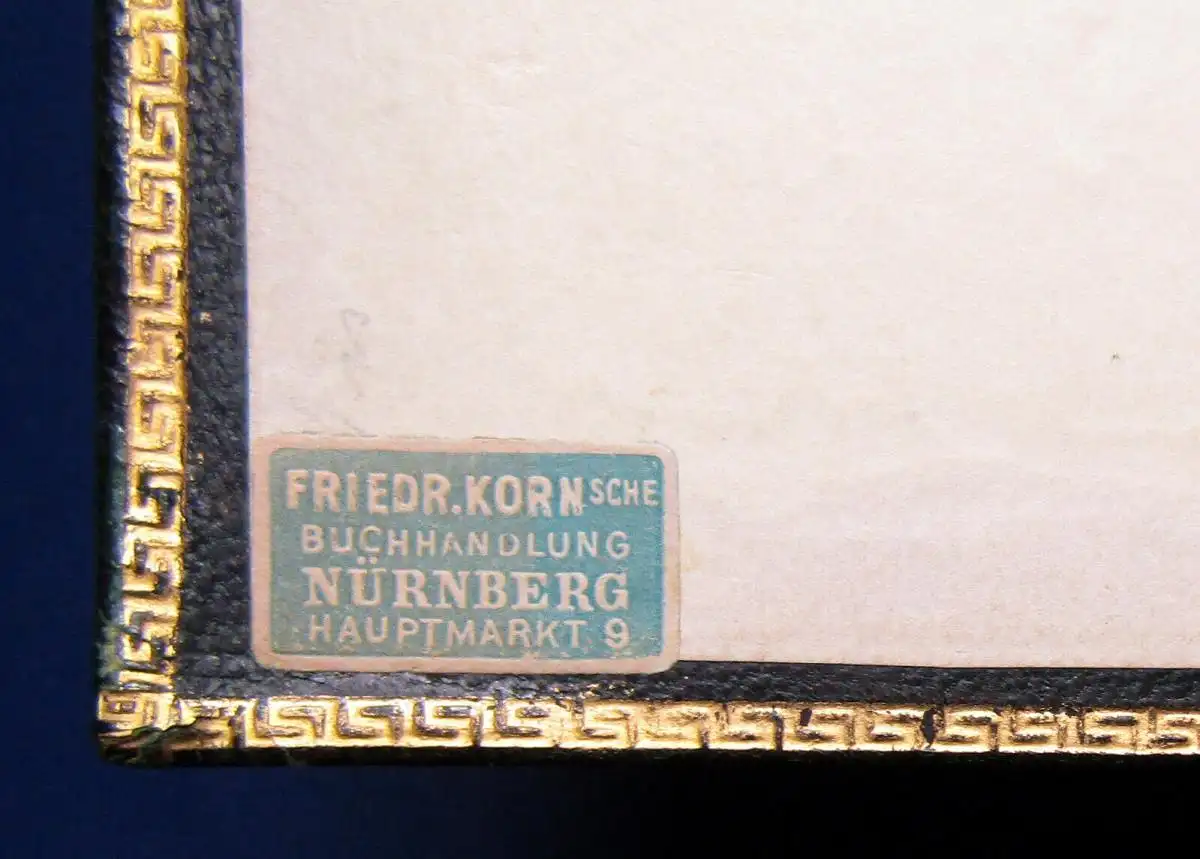 FRIEDR.KORNSCHE
BUCHHANDLUNG
NÜRNBERG
HAUPTMARKT 9